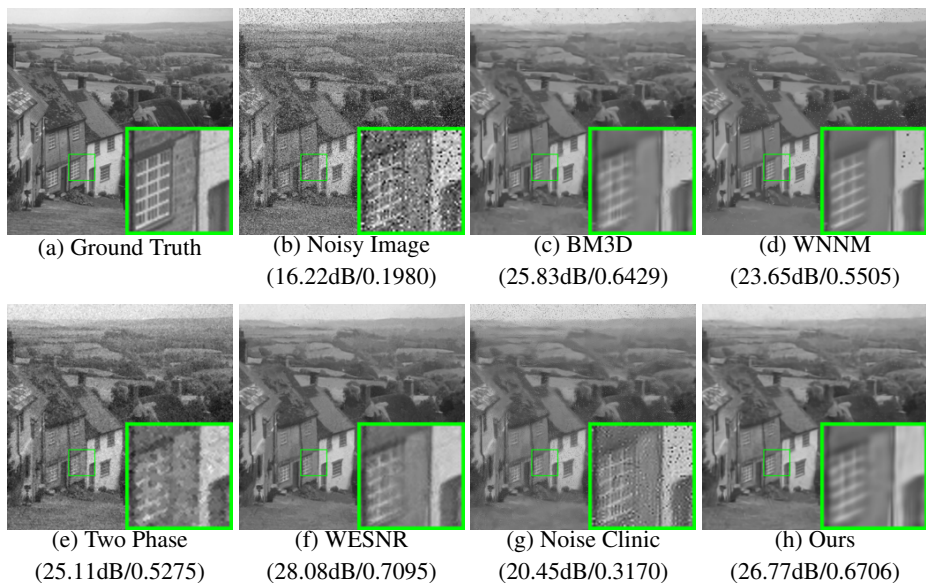 (a) Ground Truth
(b) Noisy Image
(16.22dB/0.1980)
(c) BM3D
(25.83dB/0.6429)
(d) WNNM
(23.65dB/0.5505)
(e) Two Phase
(25.11dB/0.5275)
(f) WESNR
(28.08dB/0.7095)
(g) Noise Clinic
(20.45dB/0.3170)
(h) Ours
(26.77dB/0.6706)